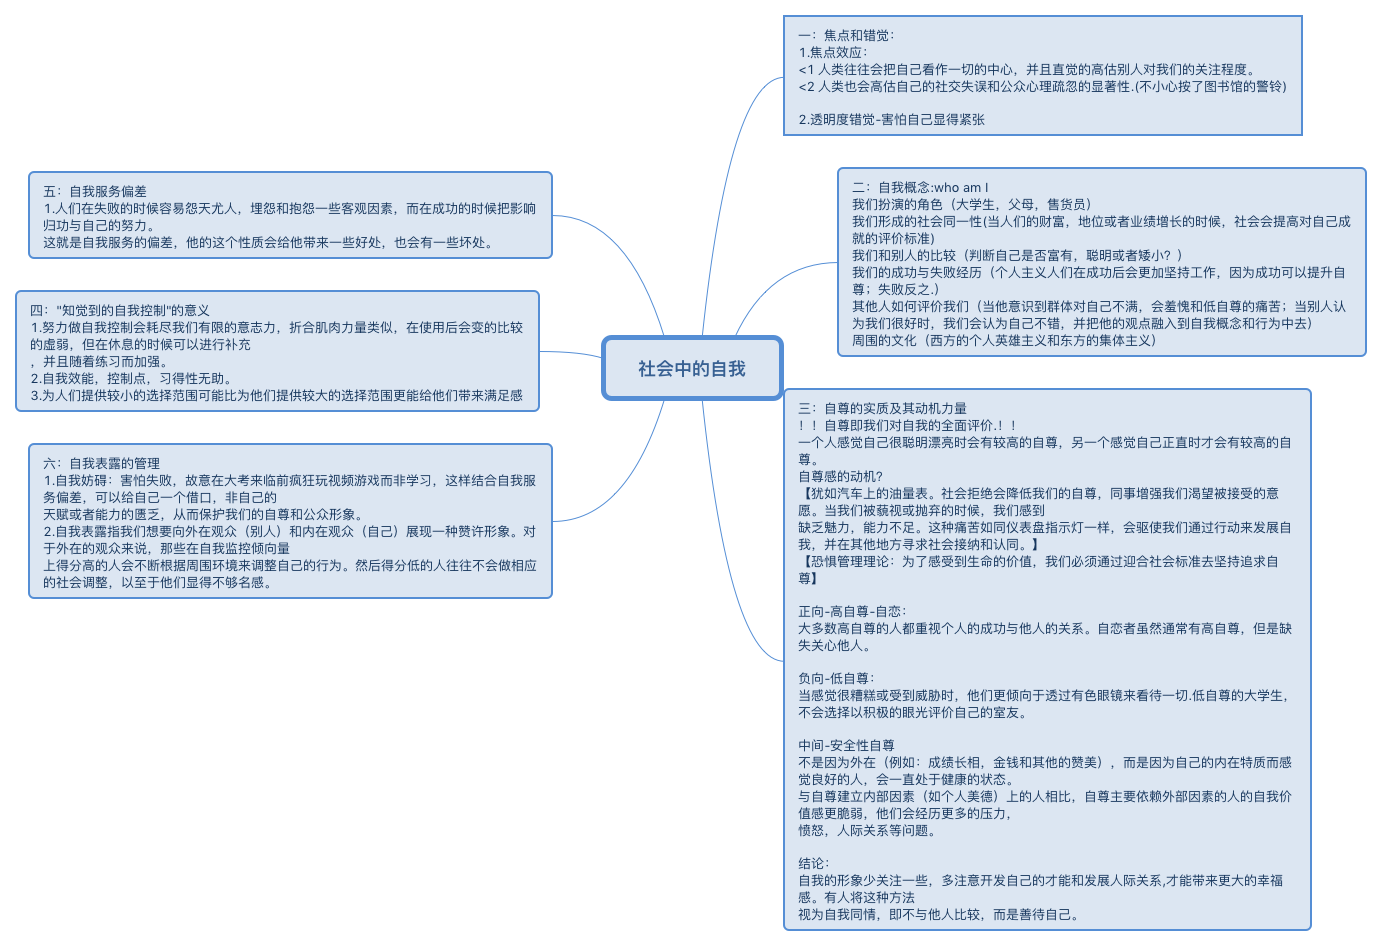 社会中的自我
一：焦点和错觉：
1.焦点效应：
<1 人类往往会把自己看作一切的中心，并且直觉的高估别人对我们的关注程度。
<2 人类也会高估自己的社交失误和公众心理疏忽的显著性.(不小心按了图书馆的警铃)
2.透明度错觉-害怕自己显得紧张
二：自我概念:who am I
我们扮演的角色（大学生，父母，售货员）
我们形成的社会同一性(当人们的财富，地位或者业绩增长的时候，社会会提高对自己成
就的评价标准)
我们和别人的比较（判断自己是否富有，聪明或者矮小？）
我们的成功与失败经历（个人主义人们在成功后会更加坚持工作，因为成功可以提升自
尊；失败反之.）
其他人如何评价我们（当他意识到群体对自己不满，会羞愧和低自尊的痛苦；当别人认
为我们很好时，我们会认为自己不错，并把他的观点融入到自我概念和行为中去）
周围的文化（西方的个人英雄主义和东方的集体主义）
三：自尊的实质及其动机力量
！！自尊即我们对自我的全面评价.！！
一个人感觉自己很聪明漂亮时会有较高的自尊，另一个感觉自己正直时才会有较高的自
尊。
自尊感的动机?
【犹如汽车上的油量表。社会拒绝会降低我们的自尊，同事增强我们渴望被接受的意
愿。当我们被藐视或抛弃的时候，我们感到
缺乏魅力，能力不足。这种痛苦如同仪表盘指示灯一样，会驱使我们通过行动来发展自
我，并在其他地方寻求社会接纳和认同。】
【恐惧管理理论：为了感受到生命的价值，我们必须通过迎合社会标准去坚持追求自
尊】
正向-高自尊-自恋：
大多数高自尊的人都重视个人的成功与他人的关系。自恋者虽然通常有高自尊，但是缺
失关心他人。
负向-低自尊：
当感觉很糟糕或受到威胁时，他们更倾向于透过有色眼镜来看待一切.低自尊的大学生，
不会选择以积极的眼光评价自己的室友。
中间-安全性自尊
不是因为外在（例如：成绩长相，金钱和其他的赞美），而是因为自己的内在特质而感
觉良好的人，会一直处于健康的状态。
与自尊建立内部因素（如个人美德）上的人相比，自尊主要依赖外部因素的人的自我价
值感更脆弱，他们会经历更多的压力，
愤怒，人际关系等问题。
结论：
自我的形象少关注一些，多注意开发自己的才能和发展人际关系,才能带来更大的幸福
感。有人将这种方法
视为自我同情，即不与他人比较，而是善待自己。
五：自我服务偏差
1.人们在失败的时候容易怨天尤人，埋怨和抱怨一些客观因素，而在成功的时候把影响
归功与自己的努力。
这就是自我服务的偏差，他的这个性质会给他带来一些好处，也会有一些坏处。
四："知觉到的自我控制"的意义
1.努力做自我控制会耗尽我们有限的意志力，折合肌肉力量类似，在使用后会变的比较
的虚弱，但在休息的时候可以进行补充
，并且随着练习而加强。
2.自我效能，控制点，习得性无助。
3.为人们提供较小的选择范围可能比为他们提供较大的选择范围更能给他们带来满足感
六：自我表露的管理
1.自我妨碍：害怕失败，故意在大考来临前疯狂玩视频游戏而非学习，这样结合自我服
务偏差，可以给自己一个借口，非自己的
天赋或者能力的匮乏，从而保护我们的自尊和公众形象。
2.自我表露指我们想要向外在观众（别人）和内在观众（自己）展现一种赞许形象。对
于外在的观众来说，那些在自我监控倾向量
上得分高的人会不断根据周围环境来调整自己的行为。然后得分低的人往往不会做相应
的社会调整，以至于他们显得不够名感。